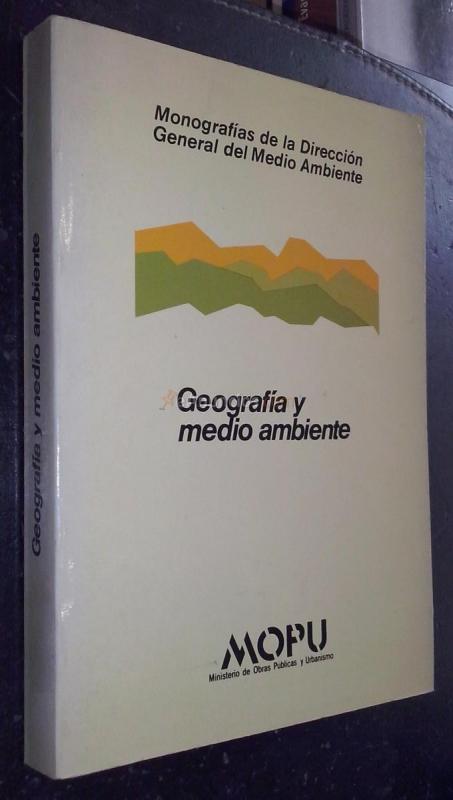 Monografías de la Dirección
General del Medio Ambiente
Geografía y
medio ambiente
MOPU
Ministerio de Obras Públicas y Urbanismo
Geografía y medio ambiente